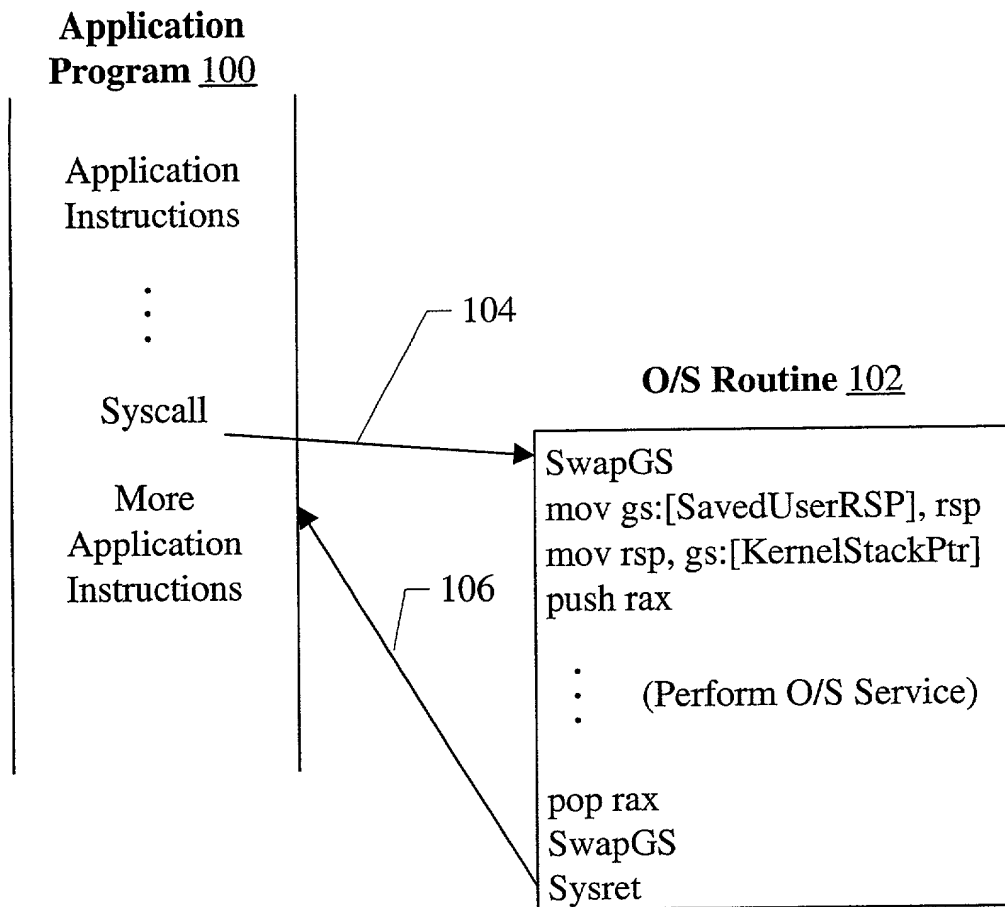 Application
Program 100
Application
Instructions
Syscall
More
Application
Instructions
104
106
O/S Routine 102
SwapGS
mov gs:[SavedUserRSP], rsp
mov rsp, gs:[KernelStackPtr]
push rax
(Perform O/S Service)
pop rax
SwapGS
Sysret